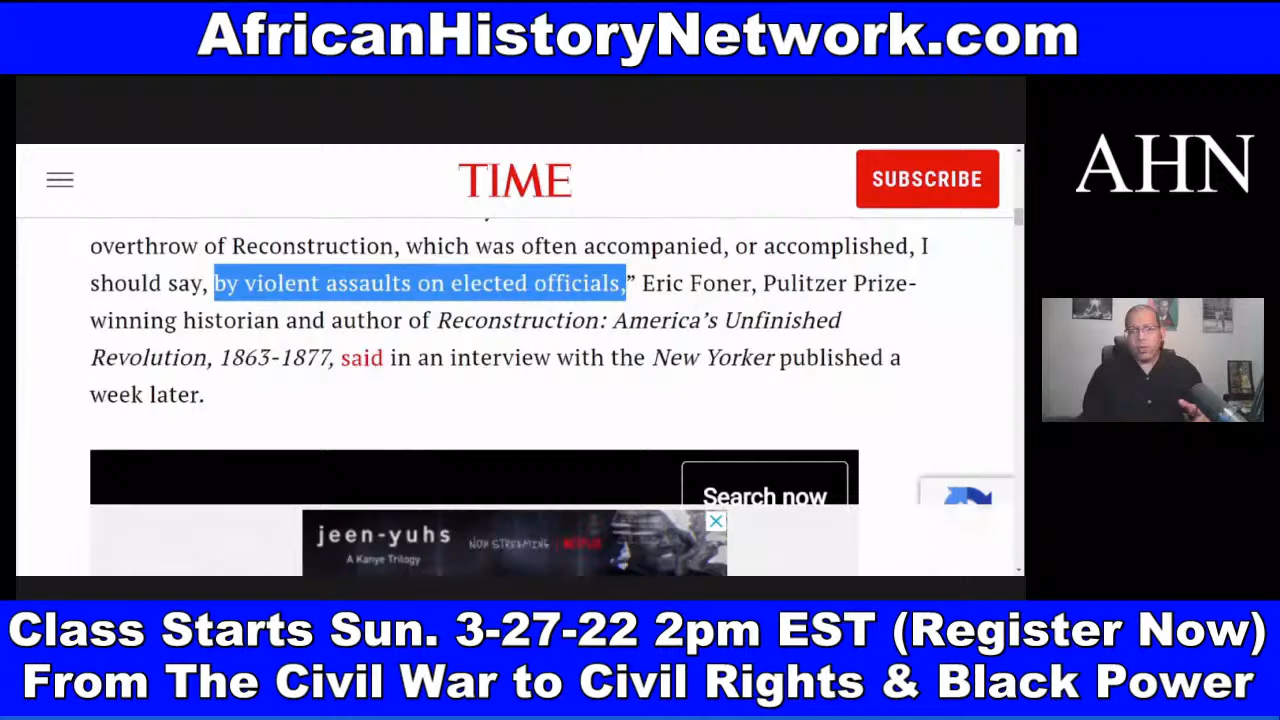 AfricanHistoryNetwork.com
AHN
TIME
SUBSCRIBE
overthrow of Reconstruction, which was often accompanied, or accomplished, I
should say, by violent assaults on elected officials,” Eric Foner, Pulitzer Prize-
winning historian and author of Reconstruction: America’s Unfinished
Revolution, 1863-1877, said in an interview with the New Yorker published a
week later.
Search now
jeen-yuhs
A Kanye Trilogy
NOW STREAMING
NETFLIX
Class Starts Sun. 3-27-22 2pm EST (Register Now)
From The Civil War to Civil Rights & Black Power